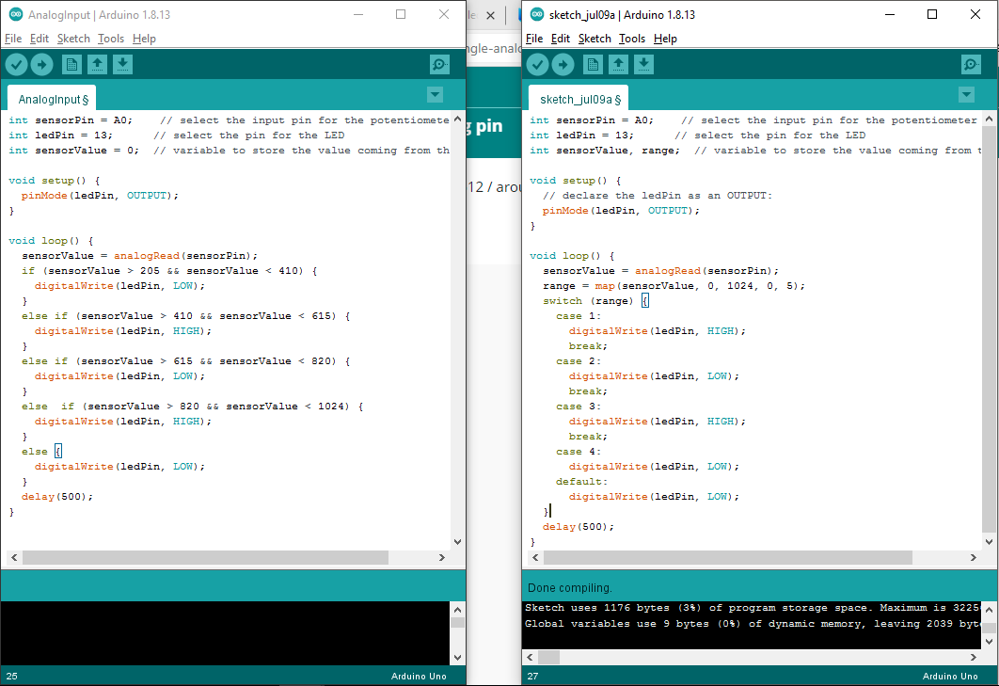 AnalogInput | Arduino 1.8.13
File Edit Sketch Tools Help
AnalogInput §
int sensorPin = A0;    // select the input pin for the potentiomete
int ledPin = 13;      // select the pin for the LED
int sensorValue = 0;  // variable to store the value coming from th
void setup() {
  pinMode(ledPin, OUTPUT);
}
void loop() {
  sensorValue = analogRead(sensorPin);
  if (sensorValue > 205 && sensorValue < 410) {
    digitalWrite(ledPin, LOW);
  }
  else if (sensorValue > 410 && sensorValue < 615) {
    digitalWrite(ledPin, HIGH);
  }
  else if (sensorValue > 615 && sensorValue < 820) {
    digitalWrite(ledPin, LOW);
  }
  else  if (sensorValue > 820 && sensorValue < 1024) {
    digitalWrite(ledPin, HIGH);
  }
  else {
    digitalWrite(ledPin, LOW);
  }
  delay(500);
}
25
Arduino Uno
le
ngle-analo
g pin
12 / arou
sketch_jul09a | Arduino 1.8.13
File Edit Sketch Tools Help
sketch_jul09a §
int sensorPin = A0;    // select the input pin for the potentiometer
int ledPin = 13;      // select the pin for the LED
int sensorValue, range;  // variable to store the value coming from t
void setup() {
  // declare the ledPin as an OUTPUT:
  pinMode(ledPin, OUTPUT);
}
void loop() {
  sensorValue = analogRead(sensorPin);
  range = map(sensorValue, 0, 1024, 0, 5);
  switch (range) {
    case 1:
      digitalWrite(ledPin, HIGH);
      break;
    case 2:
      digitalWrite(ledPin, LOW);
      break;
    case 3:
      digitalWrite(ledPin, HIGH);
      break;
    case 4:
      digitalWrite(ledPin, LOW);
    default:
      digitalWrite(ledPin, LOW);
  }
  delay(500);
}
Done compiling.
Sketch uses 1176 bytes (3%) of program storage space. Maximum is 3225
Global variables use 9 bytes (0%) of dynamic memory, leaving 2039 byt
27
Arduino Uno